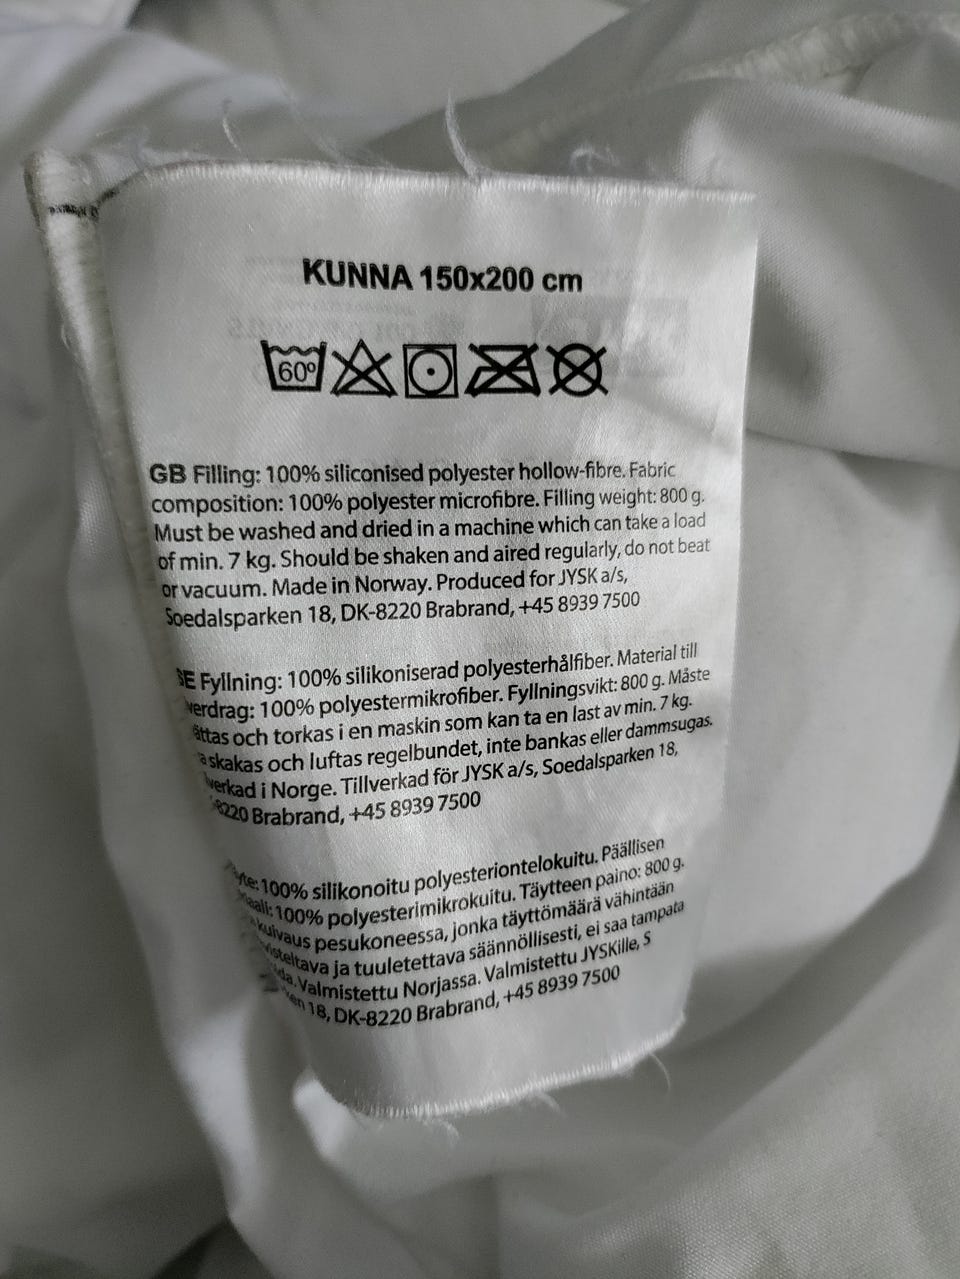 KUNNA 150x200 cm
60°
GB Filling: 100% siliconised polyester hollow-fibre. Fabric
composition: 100% polyester microfibre. Filling weight: 800 g.
Must be washed and dried in a machine which can take a load
of min. 7 kg. Should be shaken and aired regularly, do not beat
or vacuum. Made in Norway. Produced for JYSK a/s,
Soedalsparken 18, DK-8220 Brabrand, +45 8939 7500
SE Fyllning: 100% silikoniserad polyesterhålfiber. Material till
verdrag: 100% polyestermikrofiber. Fyllningsvikt: 800 g. Måste
ättas och torkas i en maskin som kan ta en last av min. 7 kg.
skakas och luftas regelbundet, inte bankas eller dammsugas.
verkad i Norge. Tillverkad för JYSK a/s, Soedalsparken 18,
8220 Brabrand, +45 8939 7500
100% silikonoitu polyesteriontelokuitu. Päällisen
100% polyesterimikrokuitu. Täytteen paino: 800 g.
kuivaus pesukoneessa, jonka täyttömäärä vähintään
ja tuuletettava säännöllisesti, ei saa tampata
Valmistettu Norjassa. Valmistettu JYSKille, S
18, DK-8220 Brabrand, +45 8939 7500